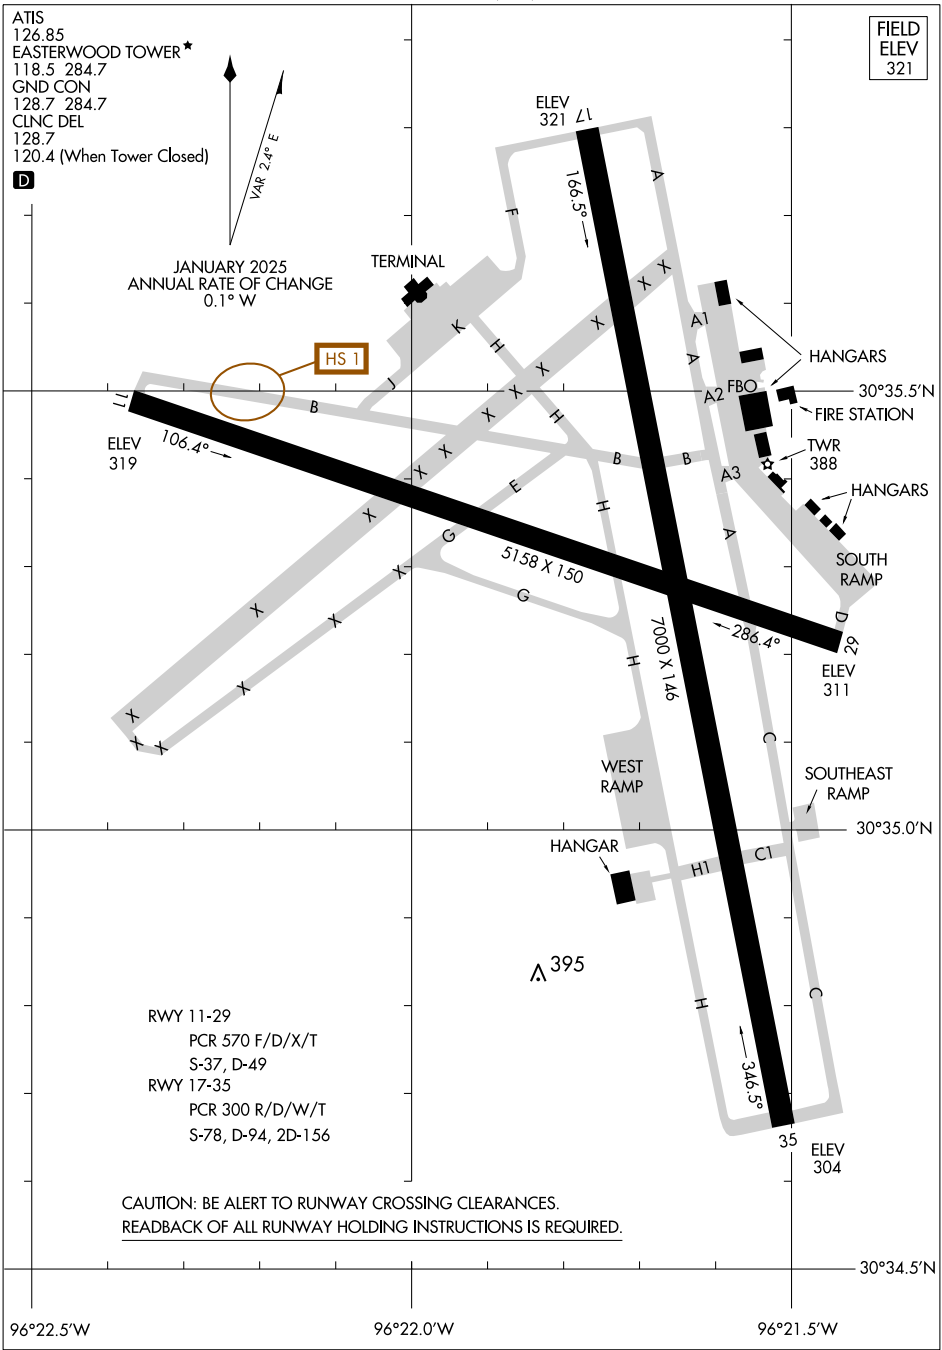 ATIS
126.85
EASTERWOOD TOWER★
118.5 284.7
GND CON
128.7 284.7
CLNC DEL
128.7
120.4 (When Tower Closed)
D
VAR 2.4° E
JANUARY 2025
ANNUAL RATE OF CHANGE
0.1° W
FIELD
ELEV
321
ELEV
321
17
166.5°
A
F
TERMINAL
X
X
K
H
X
A1
A
HANGARS
HS 1
J
X
X
X
B
A2
FBO
30°35.5'N
FIRE STATION
11
ELEV
319
106.4°
H
X
X
B
B
A3
TWR
388
HANGARS
E
H
X
G
A
5158 X 150
SOUTH
RAMP
X
G
X
X
D
29
286.4°
ELEV
311
7000 X 146
H
X
X
X
X
C
WEST
RAMP
SOUTHEAST
RAMP
30°35.0'N
HANGAR
H1
C1
395
H
C
346.5°
35
ELEV
304
RWY 11-29
PCR 570 F/D/X/T
S-37, D-49
RWY 17-35
PCR 300 R/D/W/T
S-78, D-94, 2D-156
CAUTION: BE ALERT TO RUNWAY CROSSING CLEARANCES.
READBACK OF ALL RUNWAY HOLDING INSTRUCTIONS IS REQUIRED.
30°34.5'N
96°22.5'W
96°22.0'W
96°21.5'W